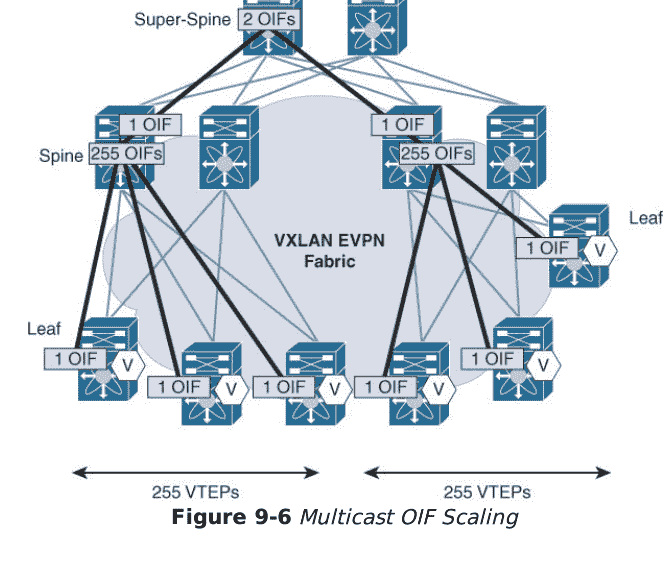 Super-Spine
2 OIFs
1 OIF
1 OIF
Spine
255 OIFs
255 OIFs
Leaf
1 OIF
V
VXLAN EVPN
Fabric
Leaf
1 OIF
V
1 OIF
V
1 OIF
V
1 OIF
V
1 OIF
V
255 VTEPs
255 VTEPs
Figure 9-6 Multicast OIF Scaling